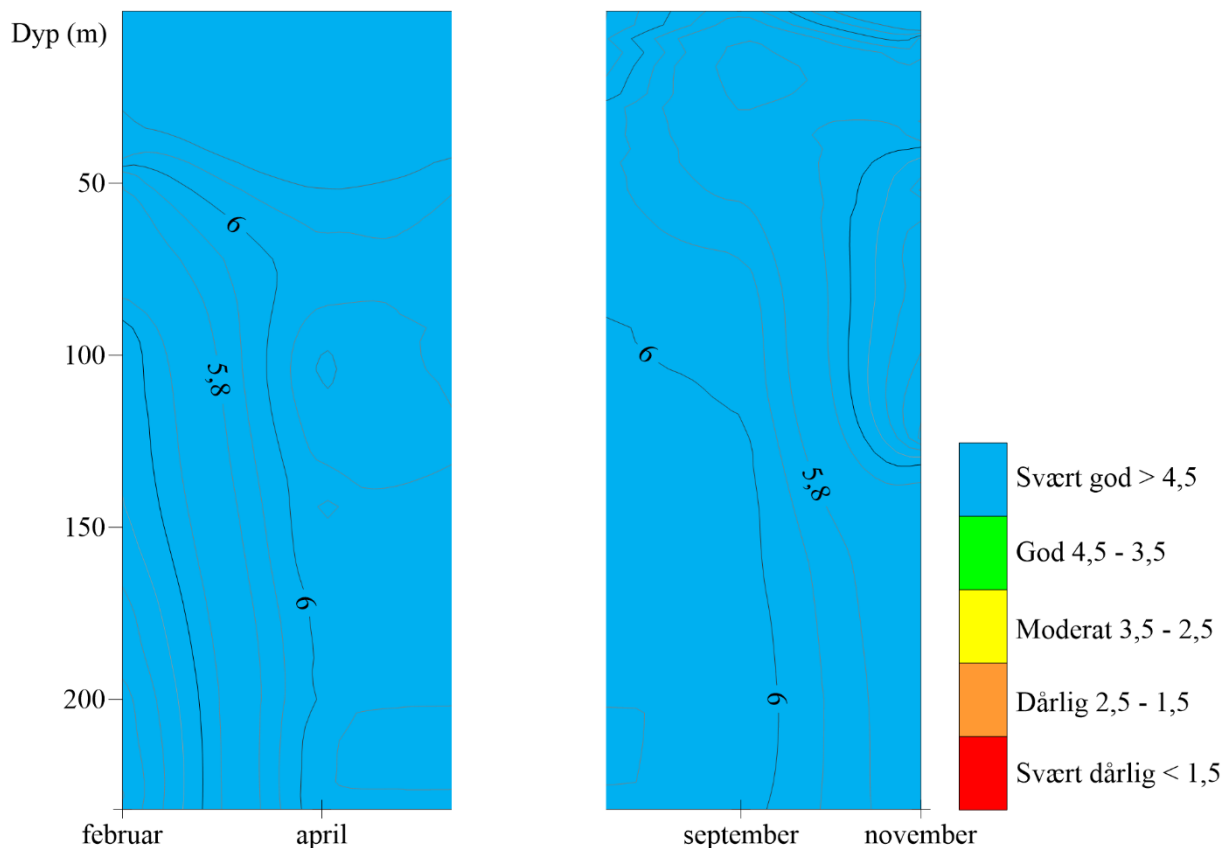 Dyp (m)
50
100
150
200
6
5,8
6
6
5,8
6
februar
april
september
november
Svært god > 4,5
God 4,5 - 3,5
Moderat 3,5 - 2,5
Dårlig 2,5 - 1,5
Svært dårlig < 1,5